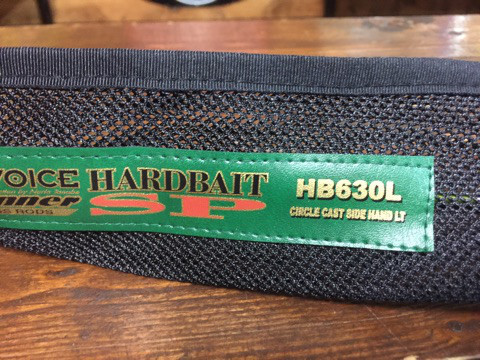 VOICE HARDBAIT
SP
HB630L
CIRCLE CAST SIDE HAND LT